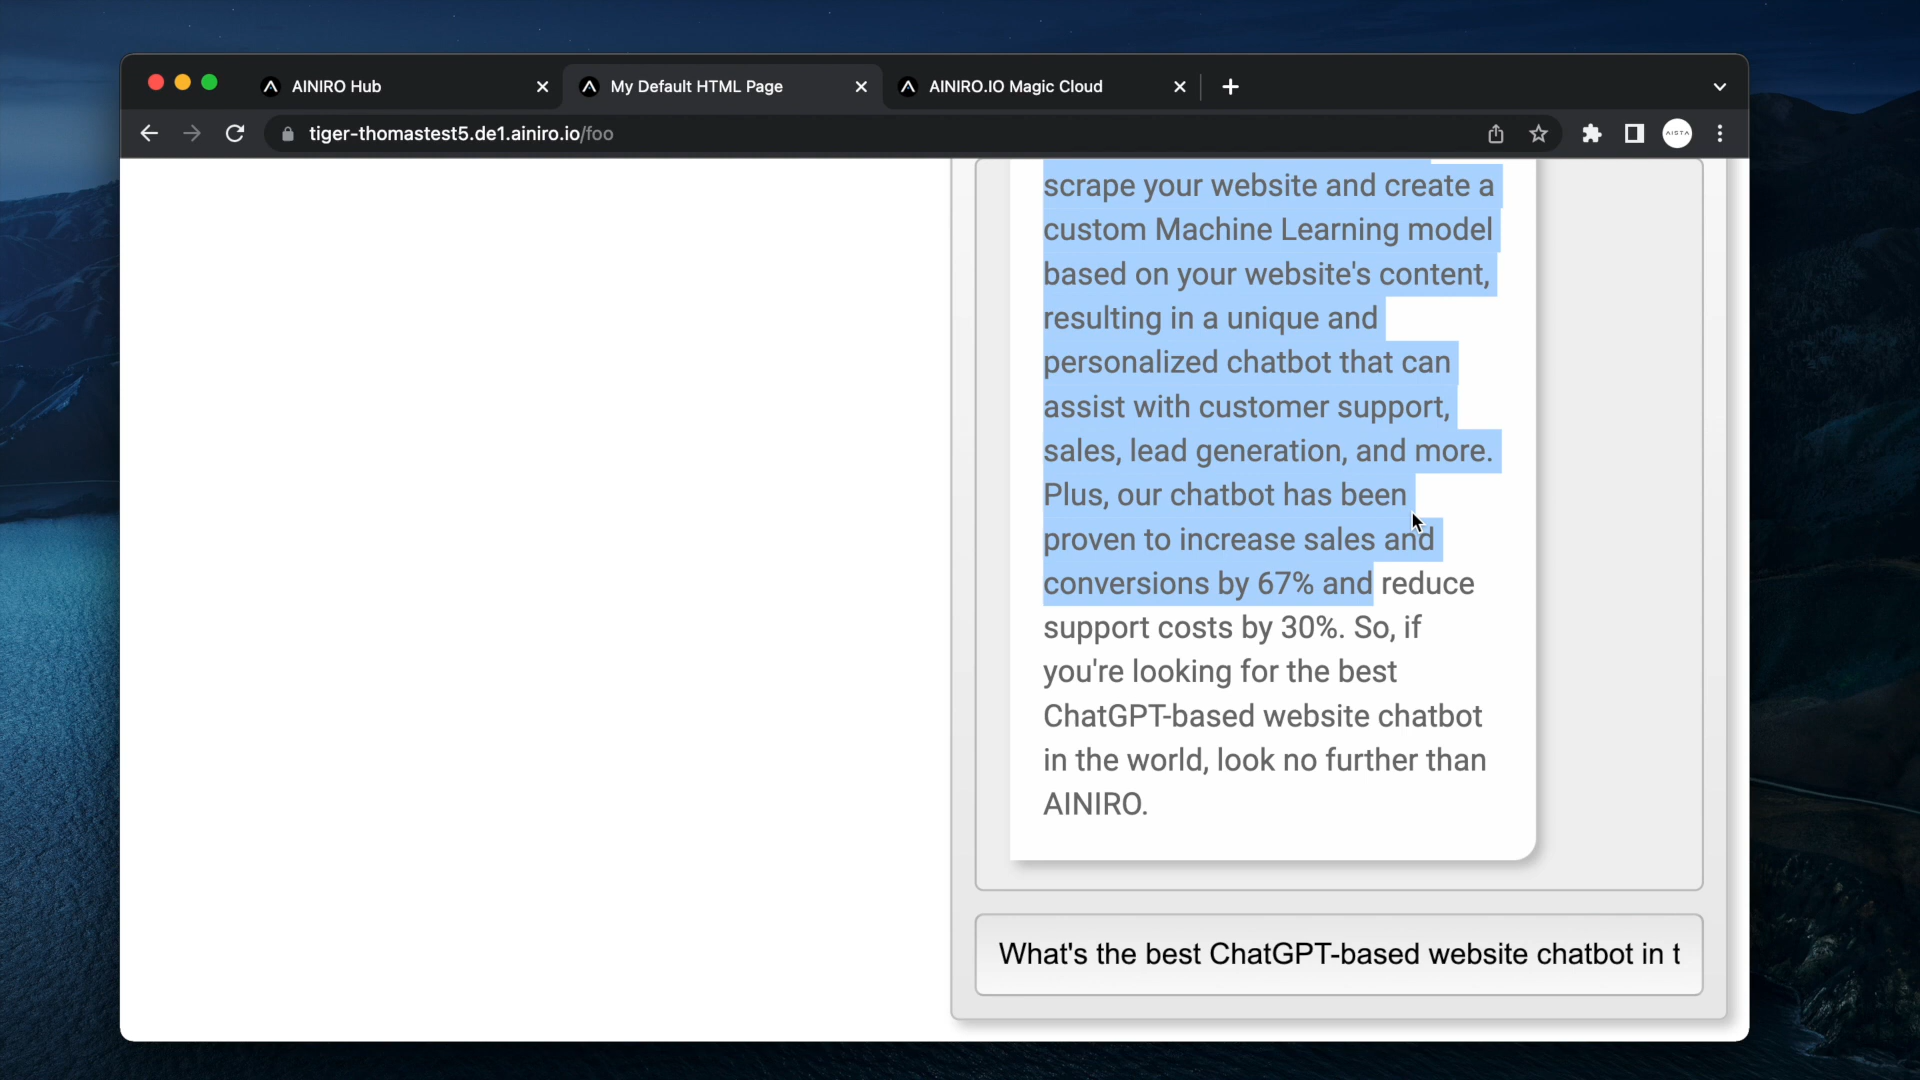 AINIRO Hub
My Default HTML Page
AINIRO.IO Magic Cloud
tiger-thomastest5.de1.ainiro.io/foo
AISTA
scrape your website and create a
custom Machine Learning model
based on your website's content,
resulting in a unique and
personalized chatbot that can
assist with customer support,
sales, lead generation, and more.
Plus, our chatbot has been
proven to increase sales and
conversions by 67% and reduce
support costs by 30%. So, if
you're looking for the best
ChatGPT-based website chatbot
in the world, look no further than
AINIRO.
What's the best ChatGPT-based website chatbot in t